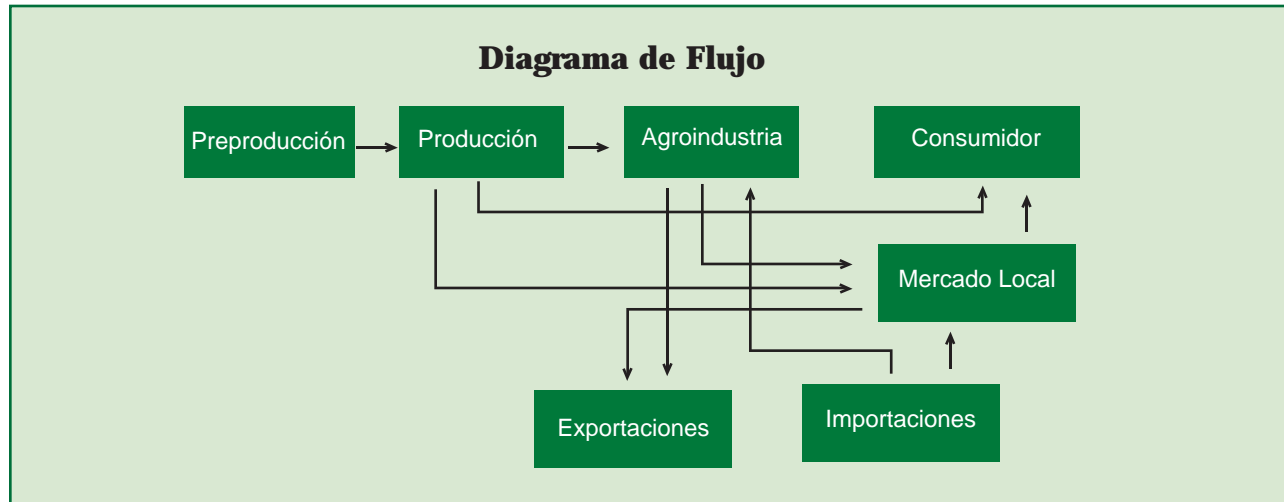 Diagrama de Flujo
Preproducción
Producción
Agroindustria
Consumidor
Mercado Local
Exportaciones
Importaciones